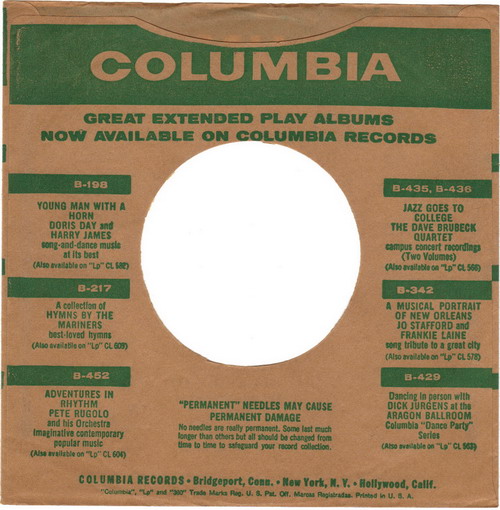 COLUMBIA
GREAT EXTENDED PLAY ALBUMS
NOW AVAILABLE ON COLUMBIA RECORDS
B-198
YOUNG MAN WITH A
HORN
DORIS DAY and
HARRY JAMES
song-and-dance music
at its best
(Also available on "Lp" CL 582)
B-217
A collection of
HYMNS BY THE
MARINERS
best-loved hymns
(Also available on "Lp" CL 609)
B-452
ADVENTURES IN
RHYTHM
PETE RUGOLO
and his Orchestra
Imaginative contemporary
popular music
(Also available on "Lp" CL 604)
B-435, B-436
JAZZ GOES TO
COLLEGE
THE DAVE BRUBECK
QUARTET
campus concert recordings
(Two Volumes)
(Also available on "Lp" CL 566)
B-342
A MUSICAL PORTRAIT
OF NEW ORLEANS
JO STAFFORD and
FRANKIE LAINE
song tribute to a great city
(Also available on "Lp" CL 578)
B-429
Dancing in person with
DICK JURGENS at the
ARAGON BALLROOM
Columbia "Dance Party"
Series
(Also available on "Lp" CL 563)
"PERMANENT" NEEDLES MAY CAUSE
PERMANENT DAMAGE
No needles are really permanent. Some last much
longer than others but all should be changed from
time to time to safeguard your record collection.
COLUMBIA RECORDS • Bridgeport, Conn. • New York, N. Y. • Hollywood, Calif.
"Columbia", "Lp" and "360" Trade Marks Reg. U. S. Pat. Off. Marcas Registradas. Printed in U. S. A.